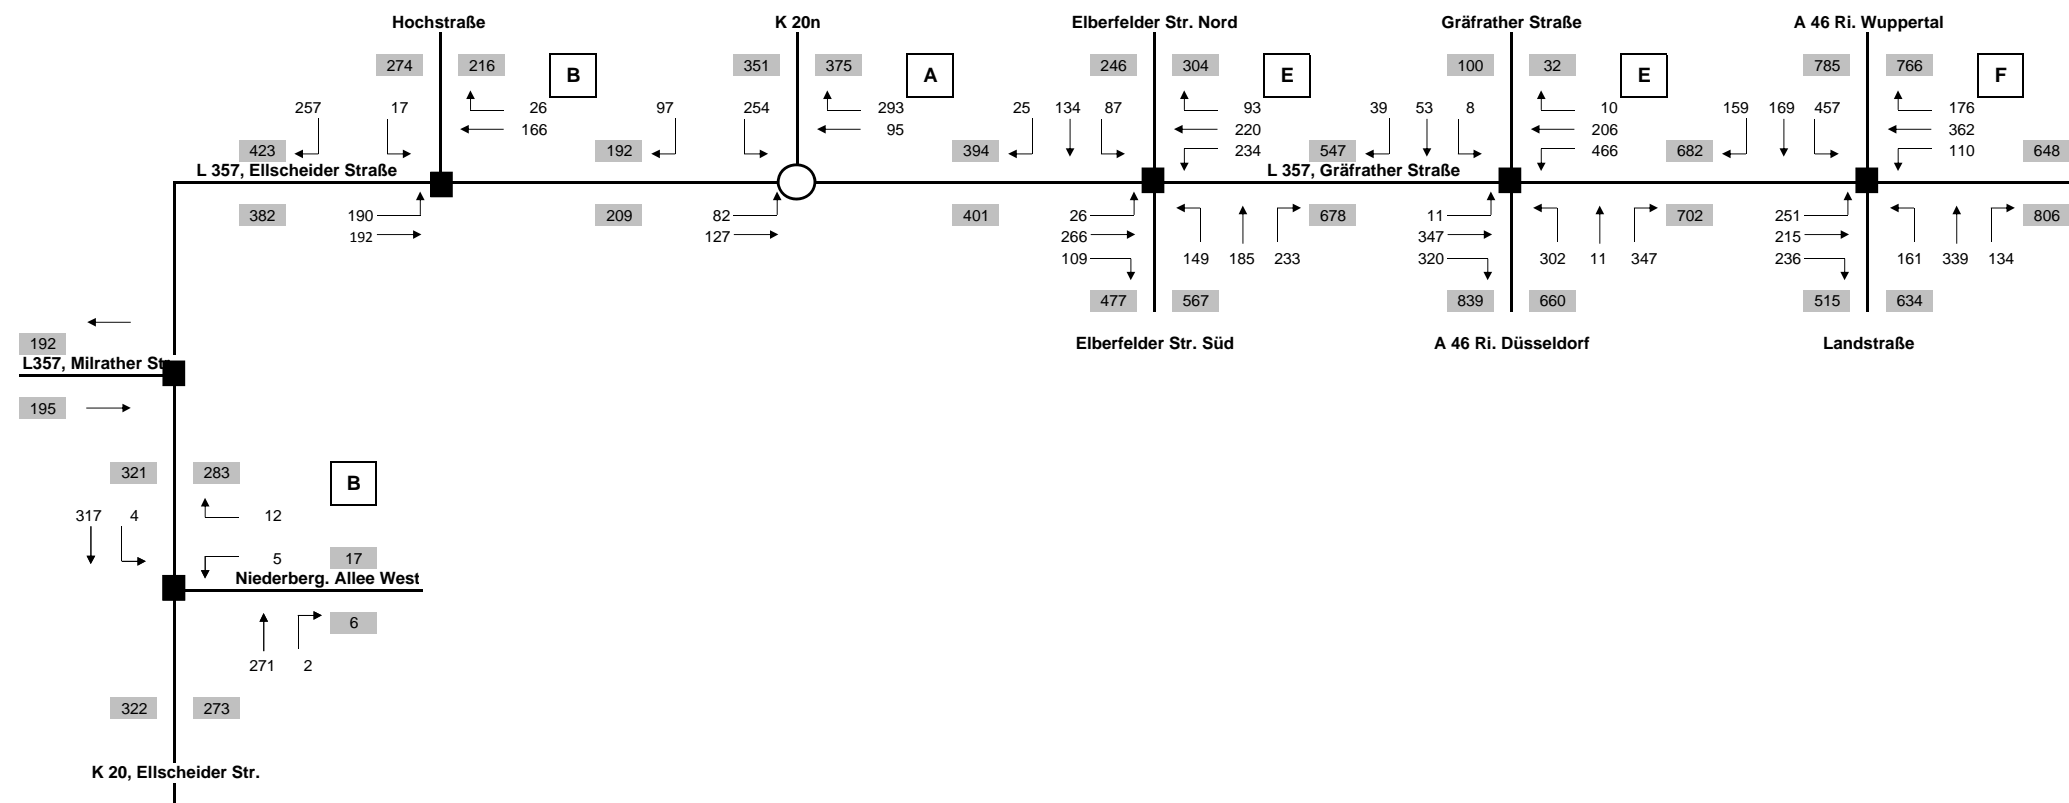 Hochstraße K 20n Elberfelder Str. Nord Gräfrather Straße A 46 Ri. Wuppertal
274 216 B 351 375 A 246 304 E 100 32 E 785 766 F
257 17 26 97 254 293 25 134 87 93 39 53 8 10 159 169 457 176
166 95 220 206 362
423 192 394 234 547 466 682 110 648
L 357, Ellscheider Straße L 357, Gräfrather Straße
382 190 209 82 401 26 678 11 702 251 806
192 127 266 347 215
109 149 185 233 320 302 11 347 236 161 339 134
477 567 839 660 515 634
192 Elberfelder Str. Süd A 46 Ri. Düsseldorf Landstraße
L357, Milrather Str.
195
321 283 B
317 4 12
5 17
Niederberg. Allee West
6
271 2
322 273
K 20, Ellscheider Str.